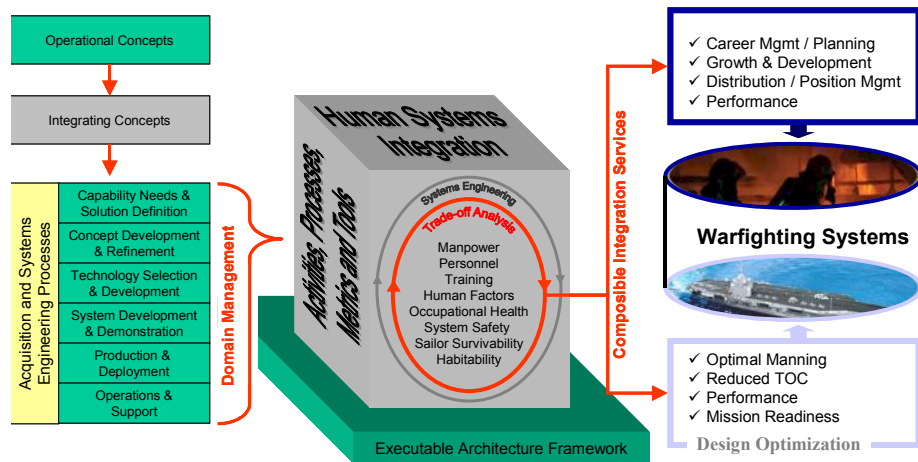 Operational Concepts
Integrating Concepts
Acquisition and Systems
Engineering Processes
Capability Needs &
Solution Definition
Concept Development
& Refinement
Technology Selection
& Development
System Development
& Demonstration
Production &
Deployment
Operations &
Support
Domain Management
Human Systems
Integration
Activities, Processes,
Metrics and Tools
Systems Engineering
Trade-off Analysis
Manpower
Personnel
Training
Human Factors
Occupational Health
System Safety
Sailor Survivability
Habitability
Executable Architecture Framework
Composible Integration Services
✓ Career Mgmt / Planning
✓ Growth & Development
✓ Distribution / Position Mgmt
✓ Performance
Warfighting Systems
✓ Optimal Manning
✓ Reduced TOC
✓ Performance
✓ Mission Readiness
Design Optimization